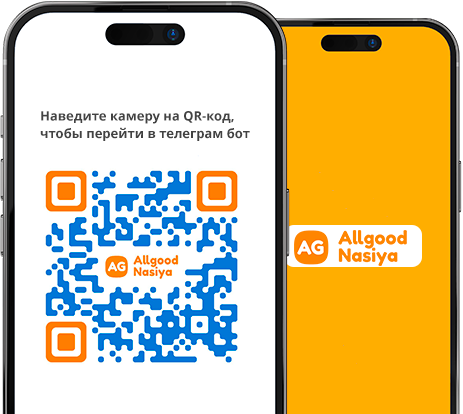 Наведите камеру на QR-код,
чтобы перейти в телеграм бот
AG Allgood
Nasiya
AG Allgood
Nasiya